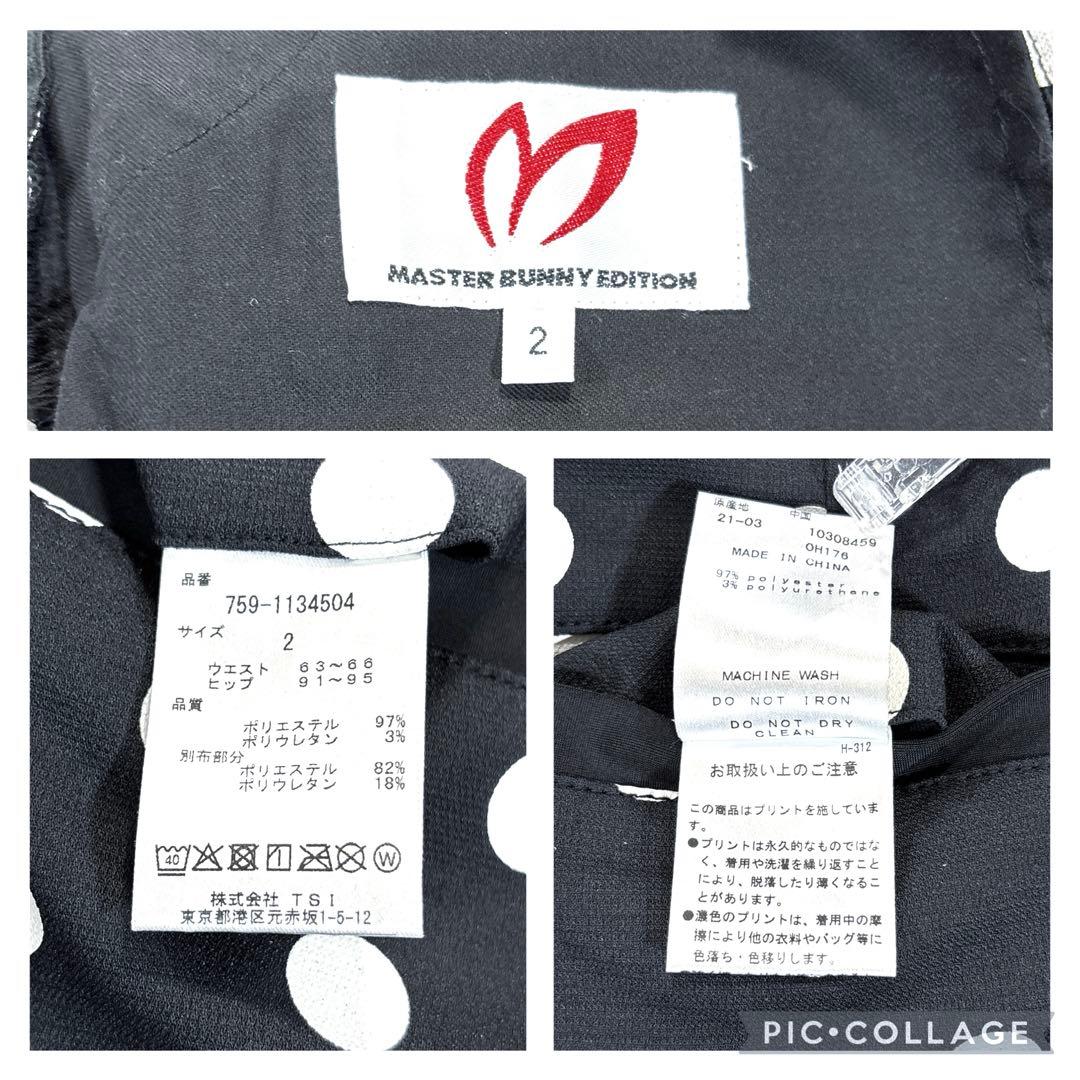 MASTER BUNNY EDITION
2
品番
759-1134504
サイズ
2
ウエスト 63~66
ヒップ 91~95
品質
ポリエステル 97%
ポリウレタン 3%
別布部分
ポリエステル 82%
ポリウレタン 18%
40
W
株式会社 TSI
東京都港区元赤坂1-5-12
原産地 中国
21-03
10308459
0H176
MADE IN CHINA
97% polyester
3% polyurethane
MACHINE WASH
DO NOT IRON
DO NOT DRY
CLEAN
H-312
お取扱い上のご注意
この商品はプリントを施していま
す。
●プリントは永久的なものではな
く、着用や洗濯を繰り返すこと
により、脱落したり薄くなるこ
とがあります。
●濃色のプリントは、着用中の摩
擦により他の衣料やバッグ等に
色落ち・色移りします。
PIC•COLLAGE